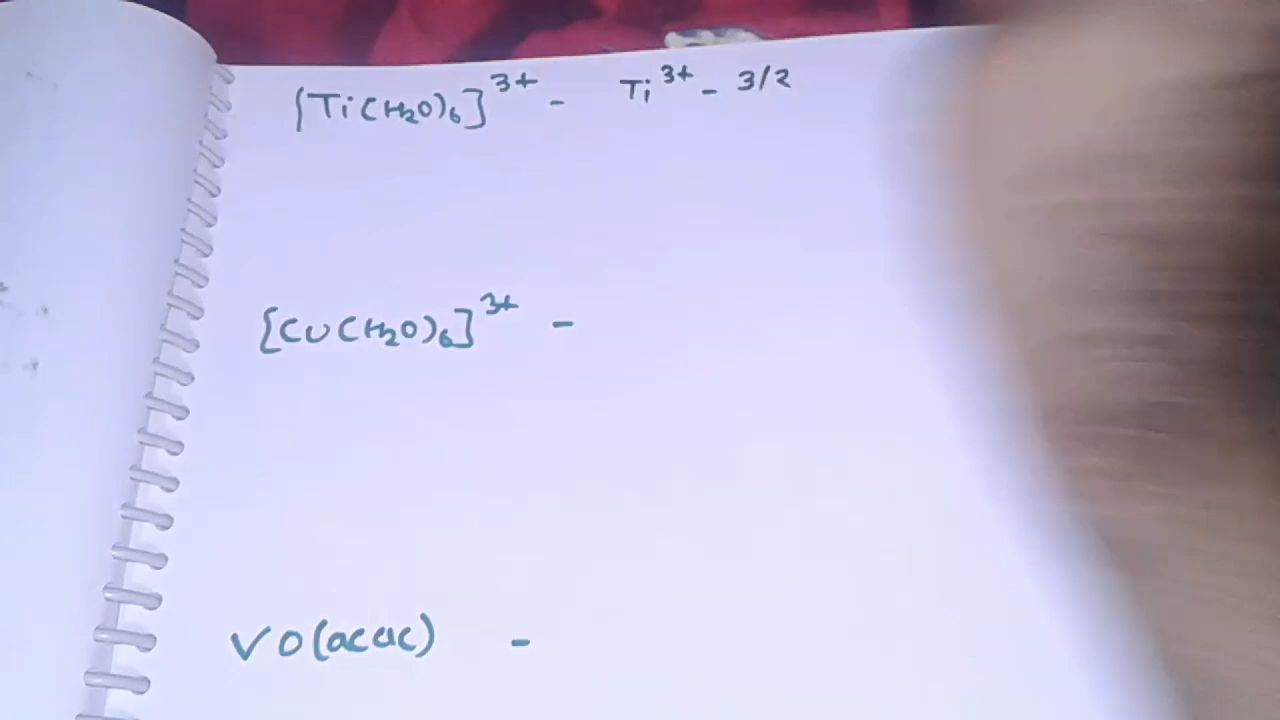 [Ti(H2O)6]3+ - Ti3+ - 3/2
[Cu(H2O)6]3+ -
VO(acac) -